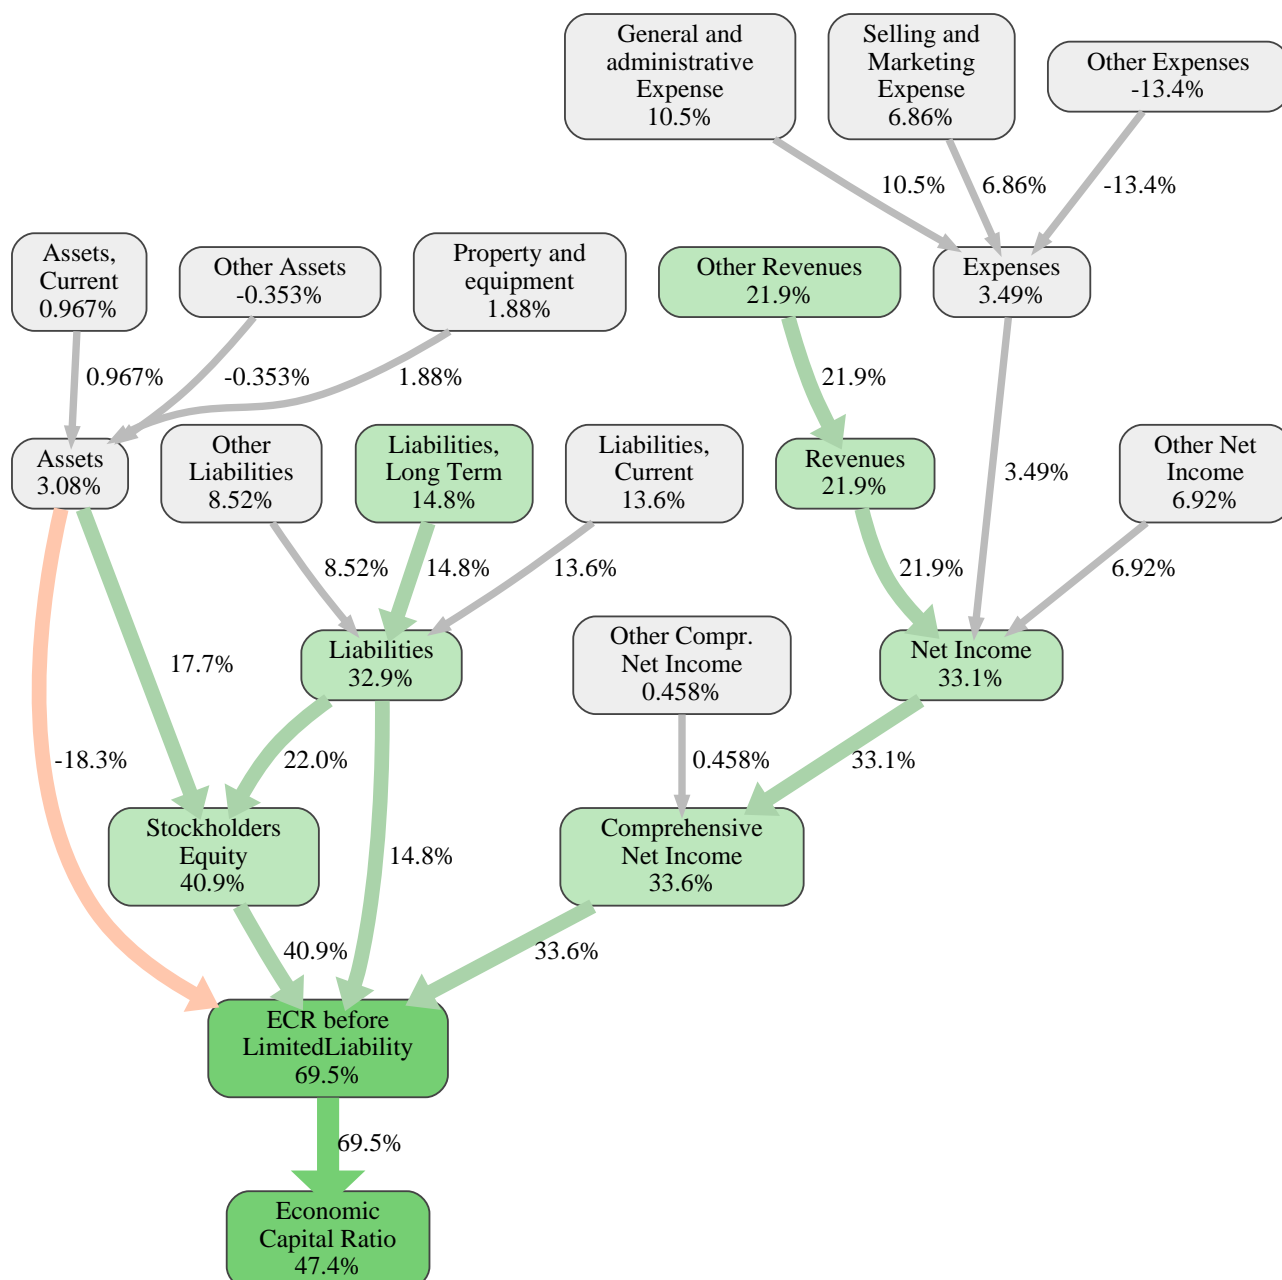 General and
administrative
Expense
10.5%
Selling and
Marketing
Expense
6.86%
Other Expenses
-13.4%
10.5%
6.86%
-13.4%
Assets,
Current
0.967%
Other Assets
-0.353%
Property and
equipment
1.88%
Other Revenues
21.9%
Expenses
3.49%
0.967%
-0.353%
1.88%
21.9%
Assets
3.08%
Other
Liabilities
8.52%
Liabilities,
Long Term
14.8%
Liabilities,
Current
13.6%
Revenues
21.9%
3.49%
Other Net
Income
6.92%
8.52%
14.8%
13.6%
21.9%
6.92%
17.7%
Liabilities
32.9%
Other Compr.
Net Income
0.458%
Net Income
33.1%
-18.3%
22.0%
0.458%
33.1%
Stockholders
Equity
40.9%
14.8%
Comprehensive
Net Income
33.6%
40.9%
33.6%
ECR before
LimitedLiability
69.5%
69.5%
Economic
Capital Ratio
47.4%